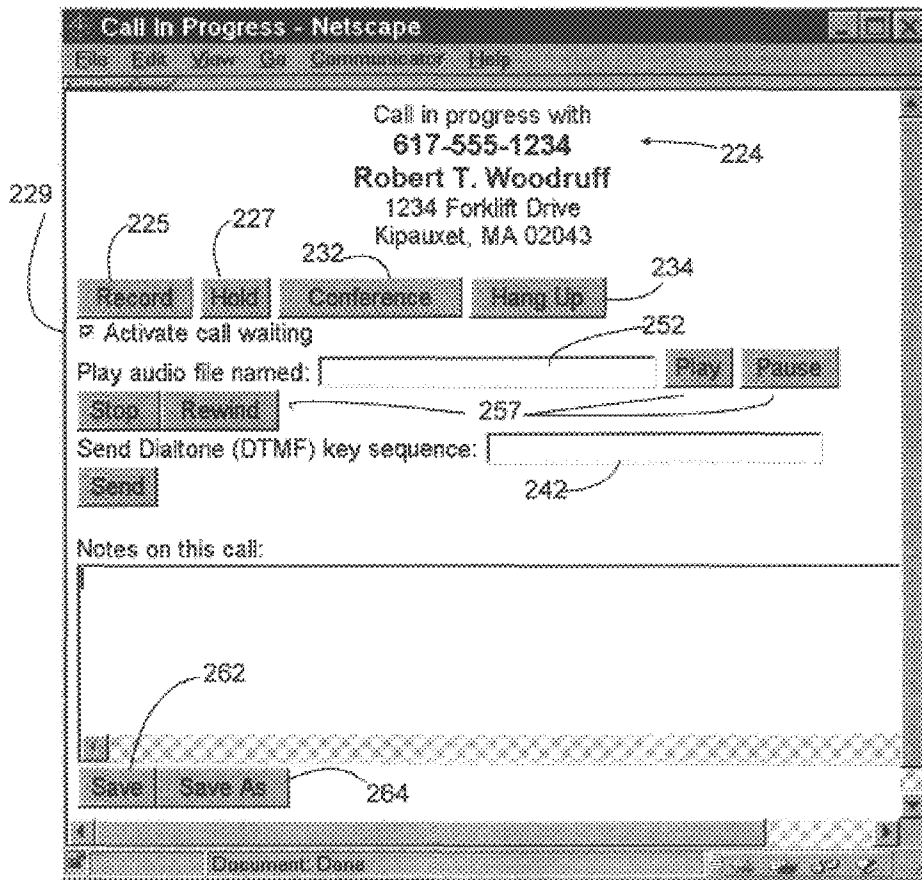 Call In Progress - Netscape
File Edit View Go Communicator Help
Call in progress with
617-555-1234
224
Robert T. Woodruff
229
1234 Forklift Drive
225
227
Kipauxet, MA 02043
232
234
Record Hold Conference Hang Up
Activate call waiting
252
Play audio file named: Play Pause
Stop Rewind
257
Send Dialtone (DTMF) key sequence:
Send
242
Notes on this call:
262
Save Save As
264
Document: Done